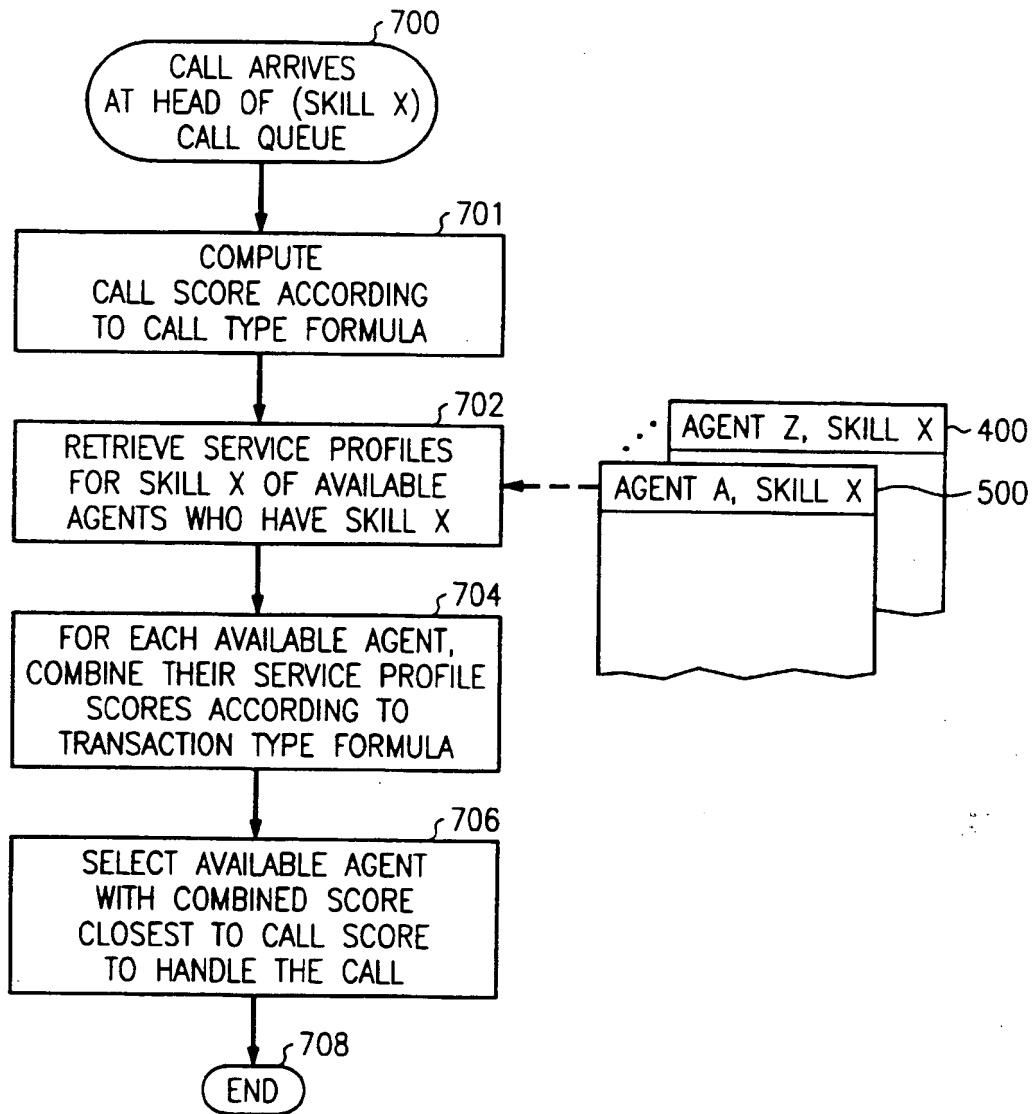 700
CALL ARRIVES
AT HEAD OF (SKILL X)
CALL QUEUE
701
COMPUTE
CALL SCORE ACCORDING
TO CALL TYPE FORMULA
702
RETRIEVE SERVICE PROFILES
FOR SKILL X OF AVAILABLE
AGENTS WHO HAVE SKILL X
AGENT Z, SKILL X
400
AGENT A, SKILL X
500
704
FOR EACH AVAILABLE AGENT,
COMBINE THEIR SERVICE PROFILE
SCORES ACCORDING TO
TRANSACTION TYPE FORMULA
706
SELECT AVAILABLE AGENT
WITH COMBINED SCORE
CLOSEST TO CALL SCORE
TO HANDLE THE CALL
708
END